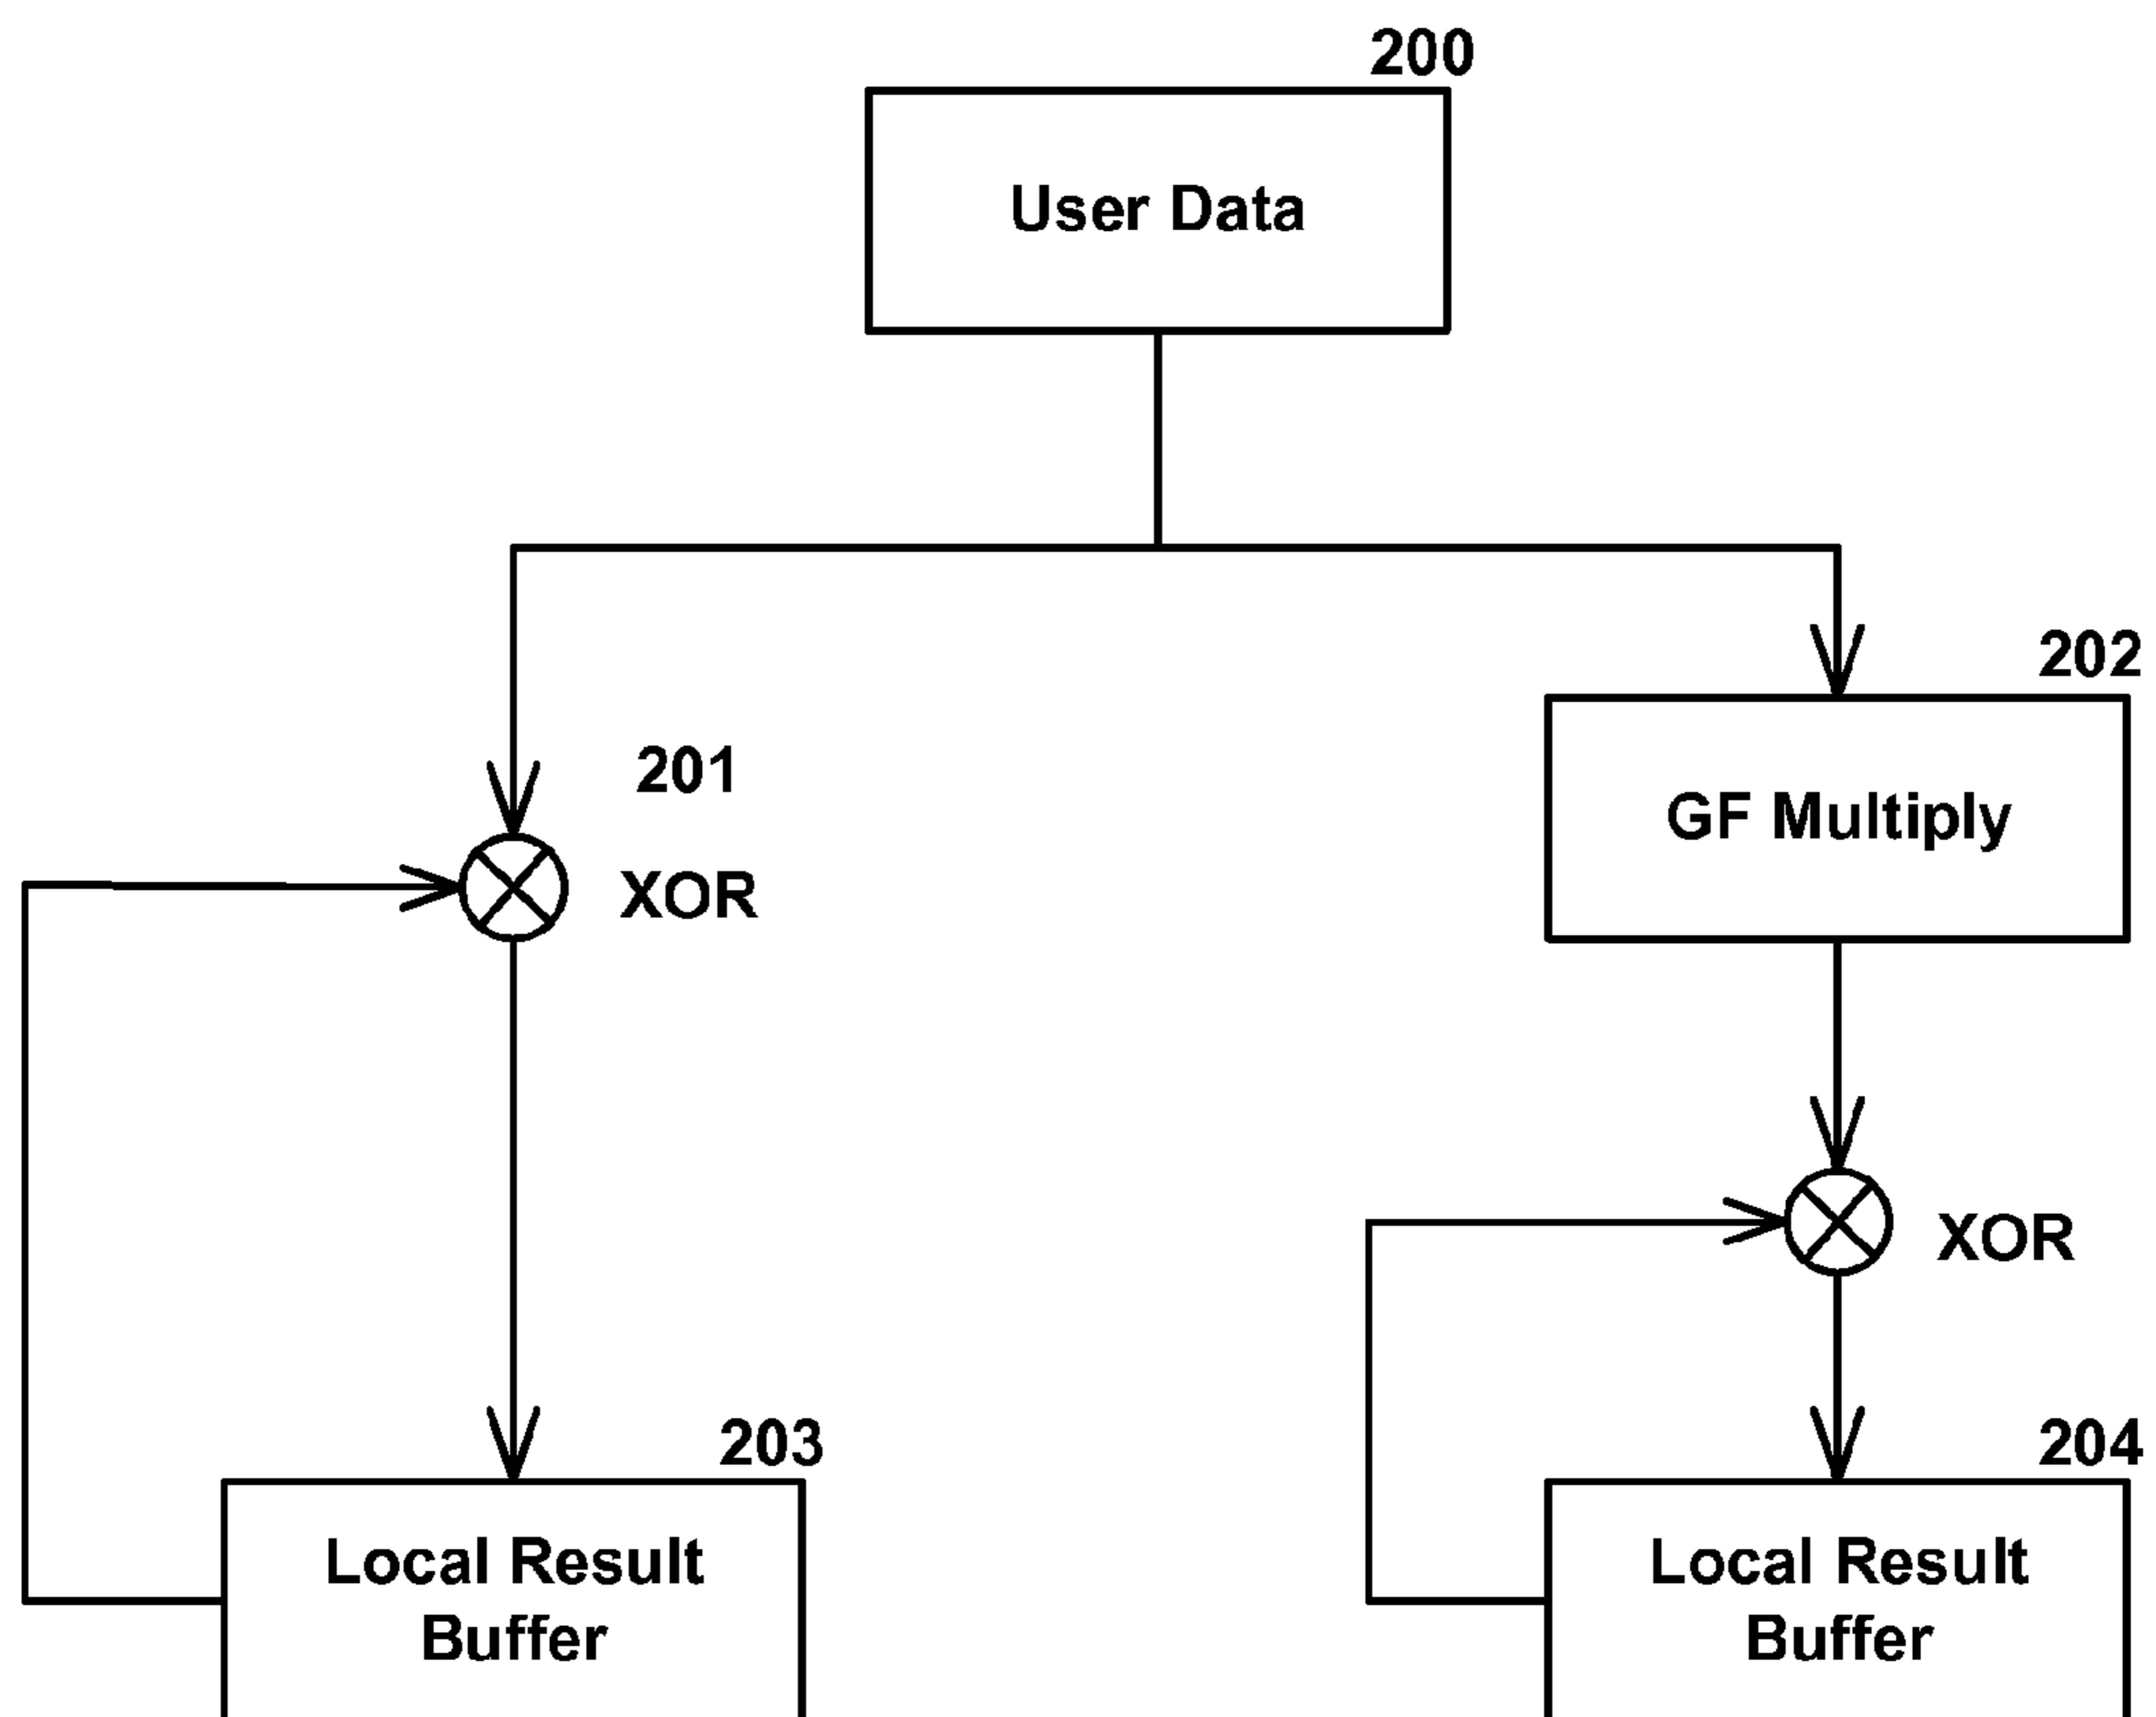 200
User Data
202
201
GF Multiply
XOR
XOR
203
204
Local Result
Buffer
Local Result
Buffer